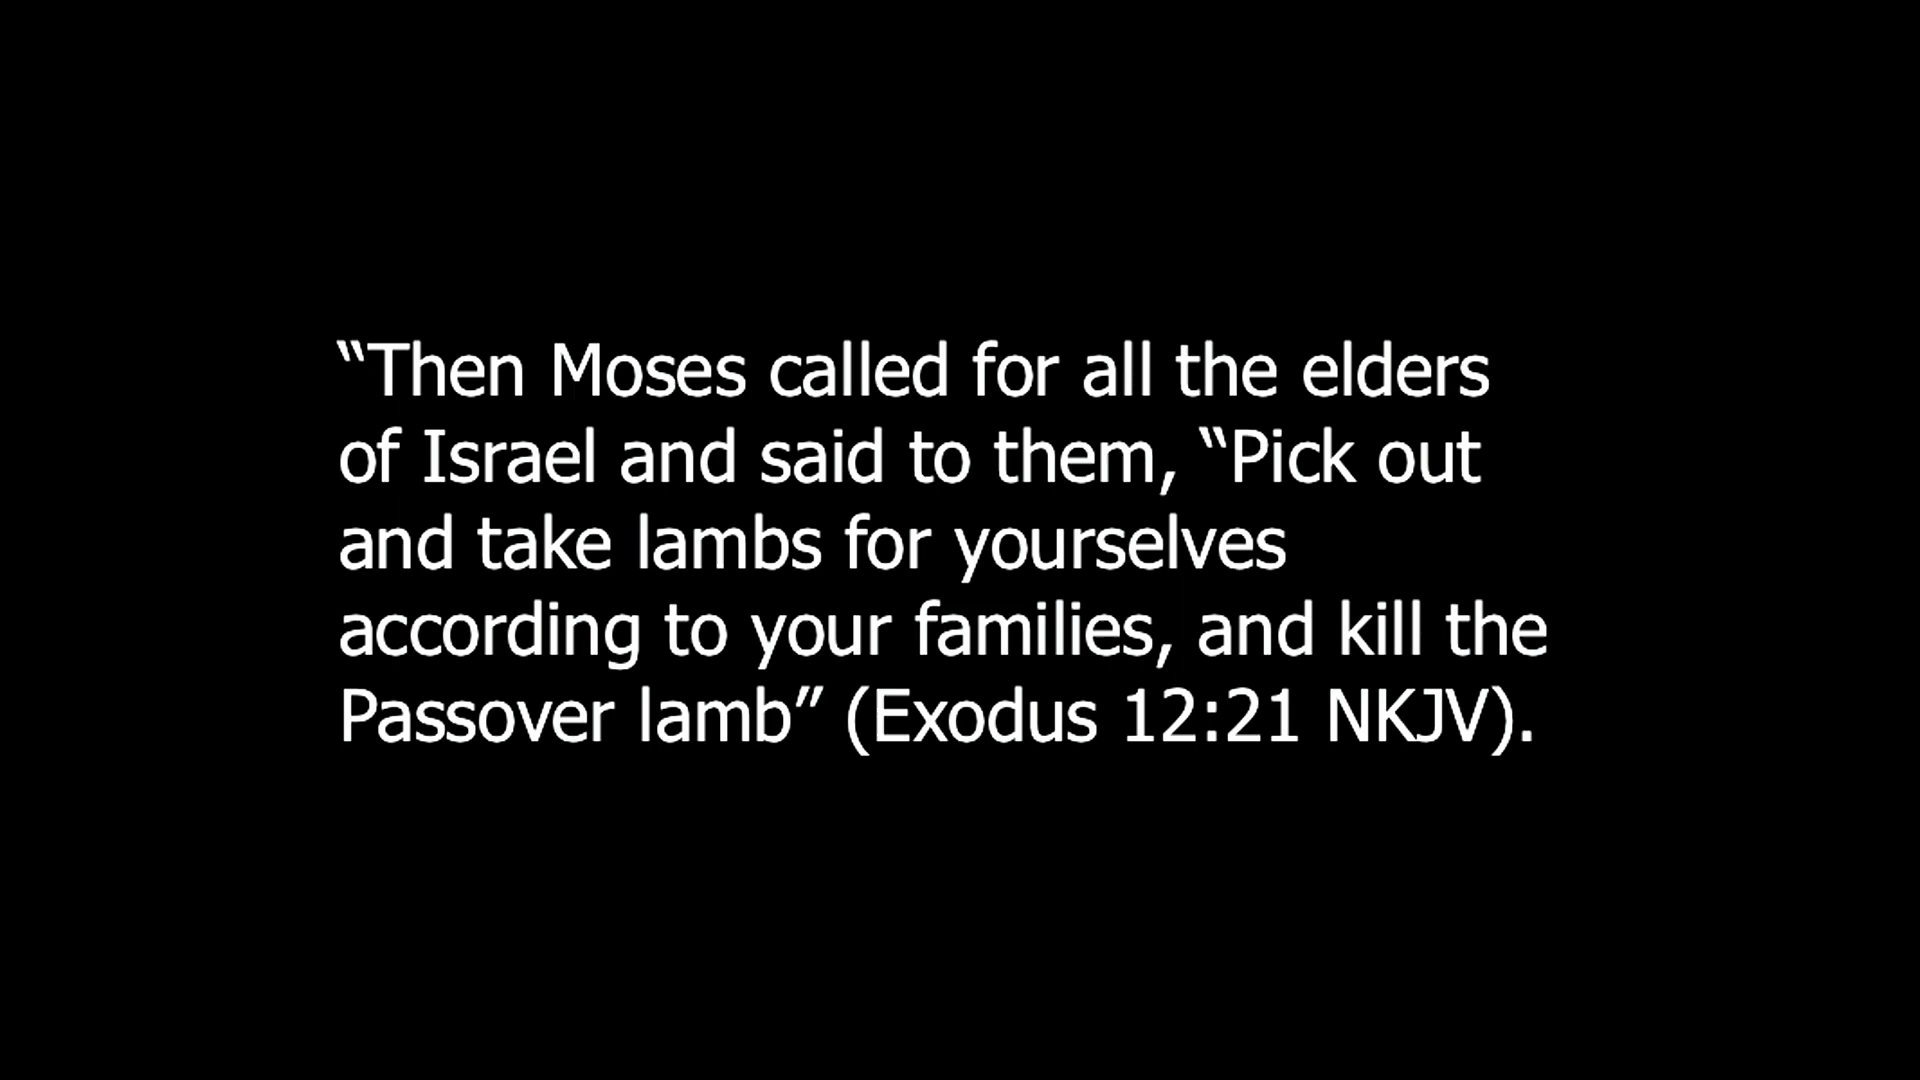 “Then Moses called for all the elders
of Israel and said to them, “Pick out
and take lambs for yourselves
according to your families, and kill the
Passover lamb” (Exodus 12:21 NKJV).